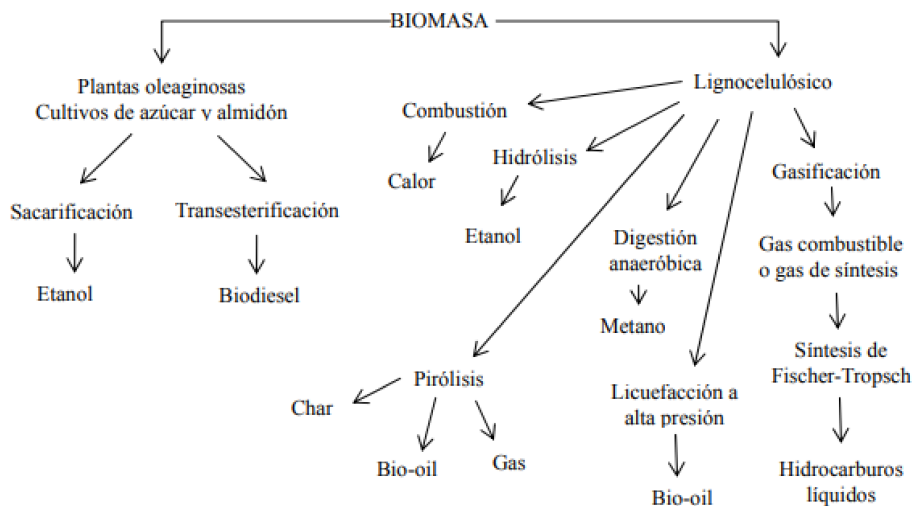 BIOMASA
Plantas oleaginosas
Cultivos de azúcar y almidón
Sacarificación
Etanol
Transesterificación
Biodiesel
Lignocelulósico
Combustión
Calor
Hidrólisis
Etanol
Pirólisis
Char
Bio-oil
Gas
Digestión
anaeróbica
Metano
Licuefacción a
alta presión
Bio-oil
Gasificación
Gas combustible
o gas de síntesis
Síntesis de
Fischer-Tropsch
Hidrocarburos
líquidos